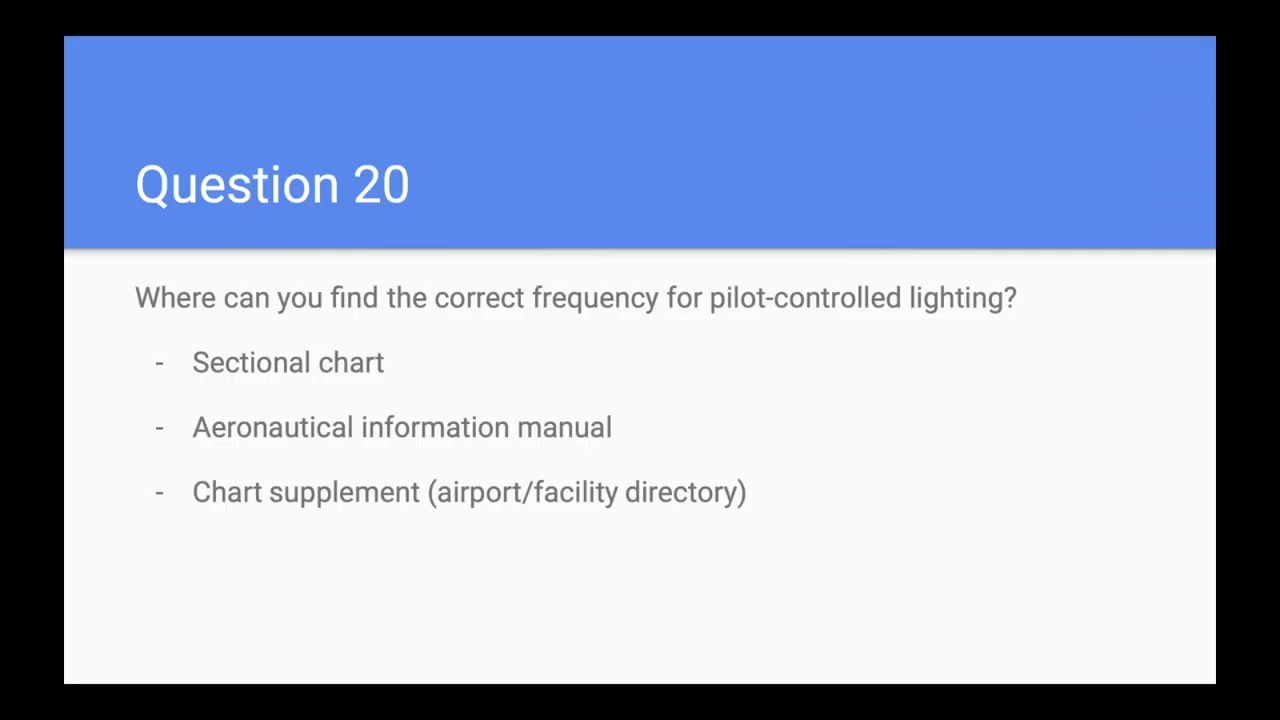 Question 20
Where can you find the correct frequency for pilot-controlled lighting?
- Sectional chart
- Aeronautical information manual
- Chart supplement (airport/facility directory)